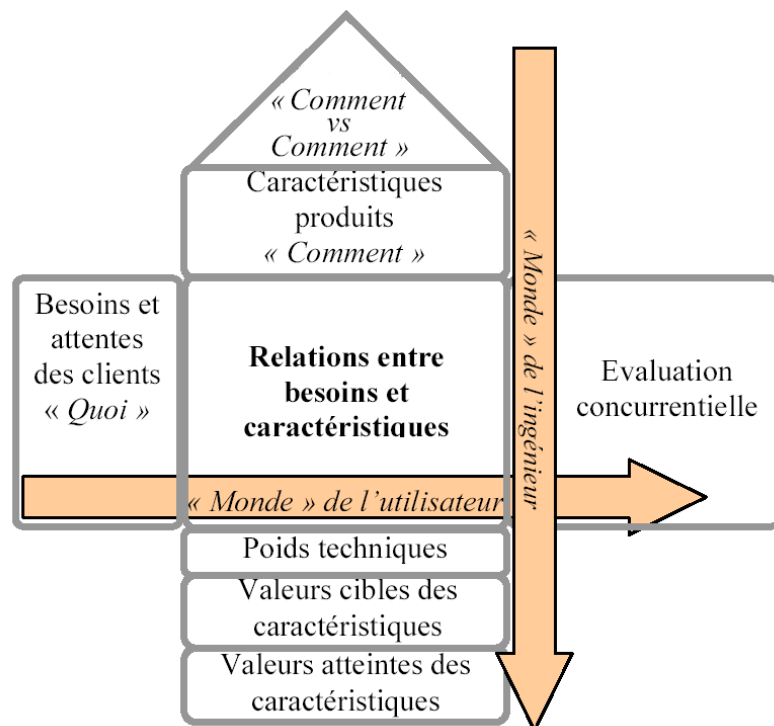 « Comment
vs
Comment »
Caractéristiques
produits
« Comment »
Besoins et
attentes
des clients
« Quoi »
Relations entre
besoins et
caractéristiques
Evaluation
concurrentielle
« Monde » de l’ingénieur
« Monde » de l’utilisateur
Poids techniques
Valeurs cibles des
caractéristiques
Valeurs atteintes des
caractéristiques